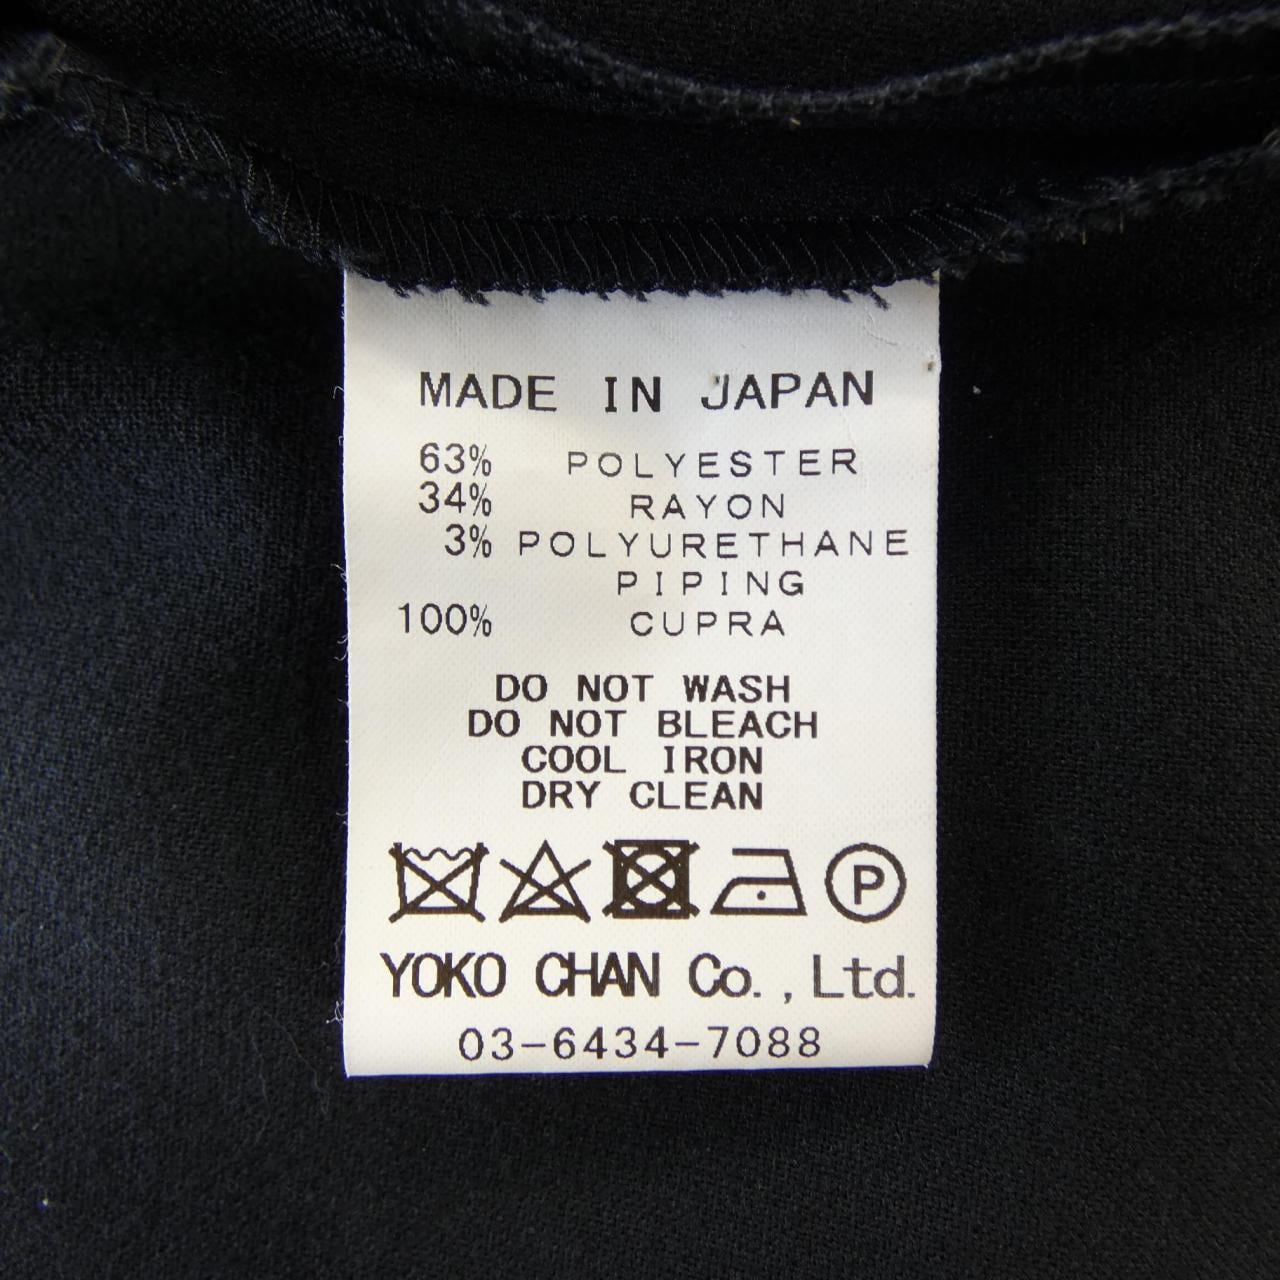 MADE IN JAPAN
63% POLYESTER
34% RAYON
3% POLYURETHANE
PIPING
100% CUPRA
DO NOT WASH
DO NOT BLEACH
COOL IRON
DRY CLEAN
P
YOKO CHAN Co., Ltd.
03-6434-7088